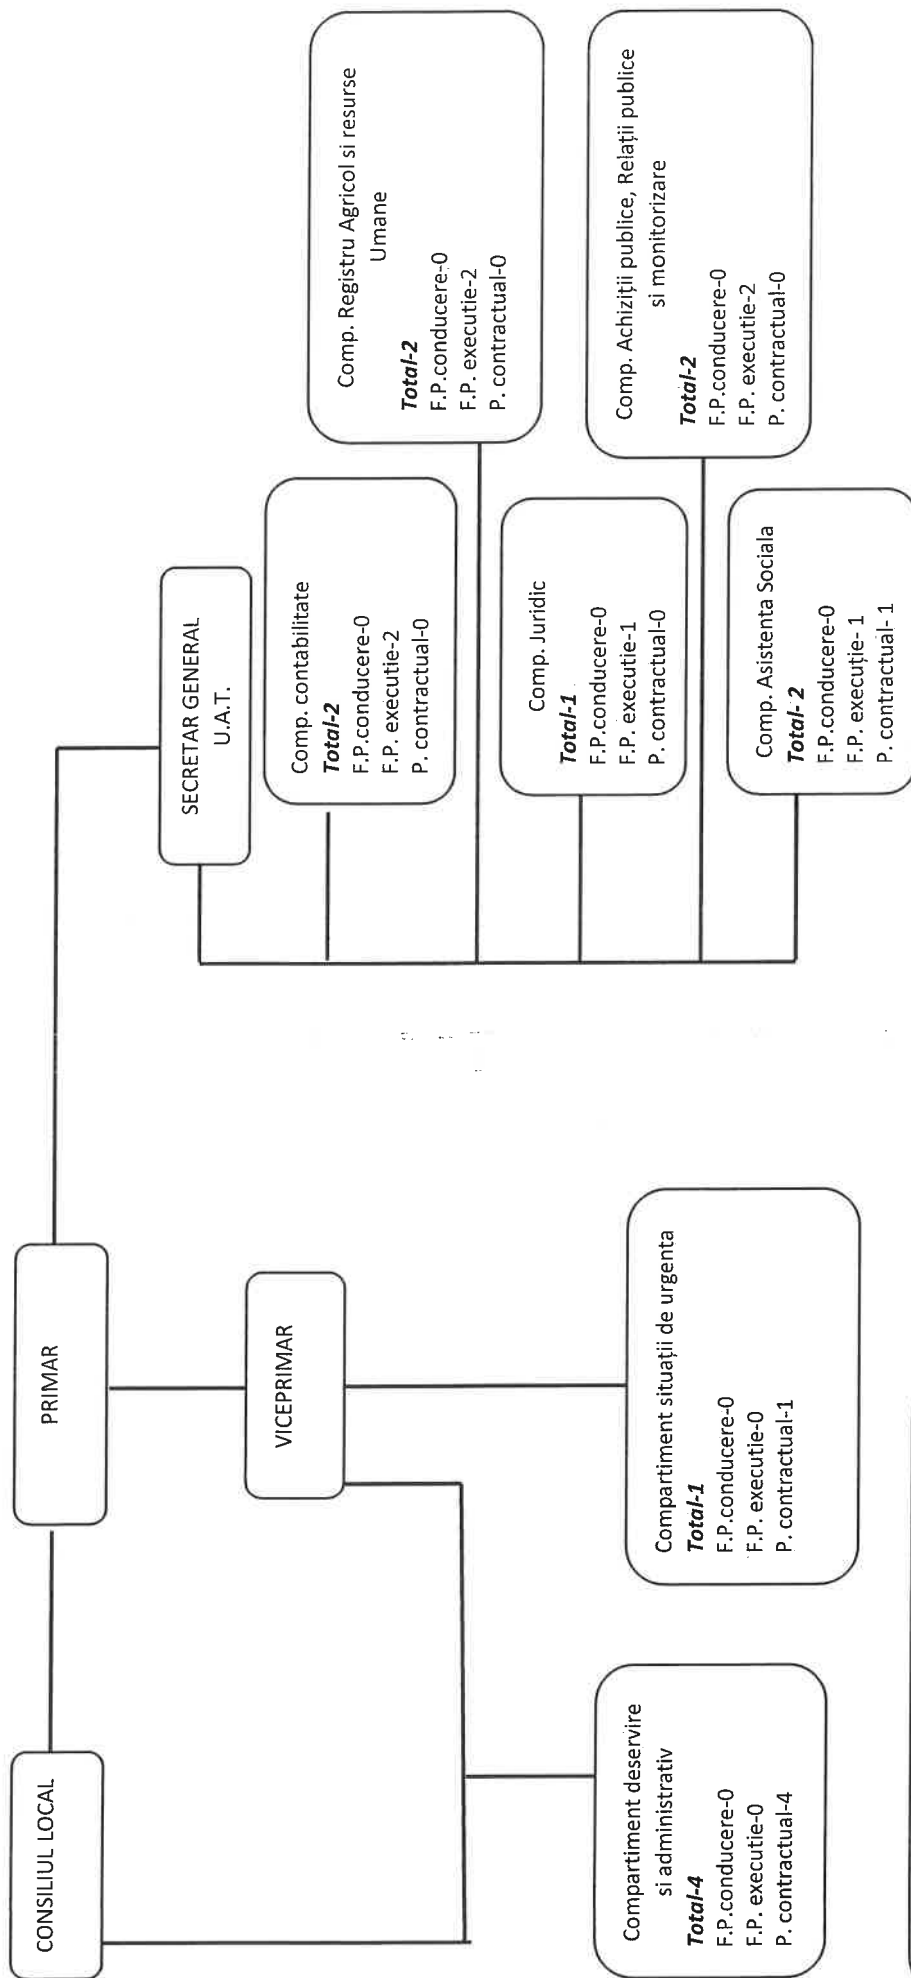 CONSILIUL LOCAL
PRIMAR
VICEPRIMAR
SECRETAR GENERAL
U.A.T.
Compartiment deservire
si administrativ
Total-4
F.P.conducere-0
F.P. executie-0
P. contractual-4
Compartiment situații de urgenta
Total-1
F.P.conducere-0
F.P. executie-0
P. contractual-1
Comp. contabilitate
Total-2
F.P.conducere-0
F.P. executie-2
P. contractual-0
Comp. Registru Agricol si resurse
Umane
Total-2
F.P.conducere-0
F.P. executie-2
P. contractual-0
Comp. Juridic
Total-1
F.P.conducere-0
F.P. executie-1
P. contractual-0
Comp. Achiziții publice, Relații publice
si monitorizare
Total-2
F.P.conducere-0
F.P. executie-2
P. contractual-0
Comp. Asistenta Sociala
Total- 2
F.P.conducere-0
F.P. execuție- 1
P. contractual- 1